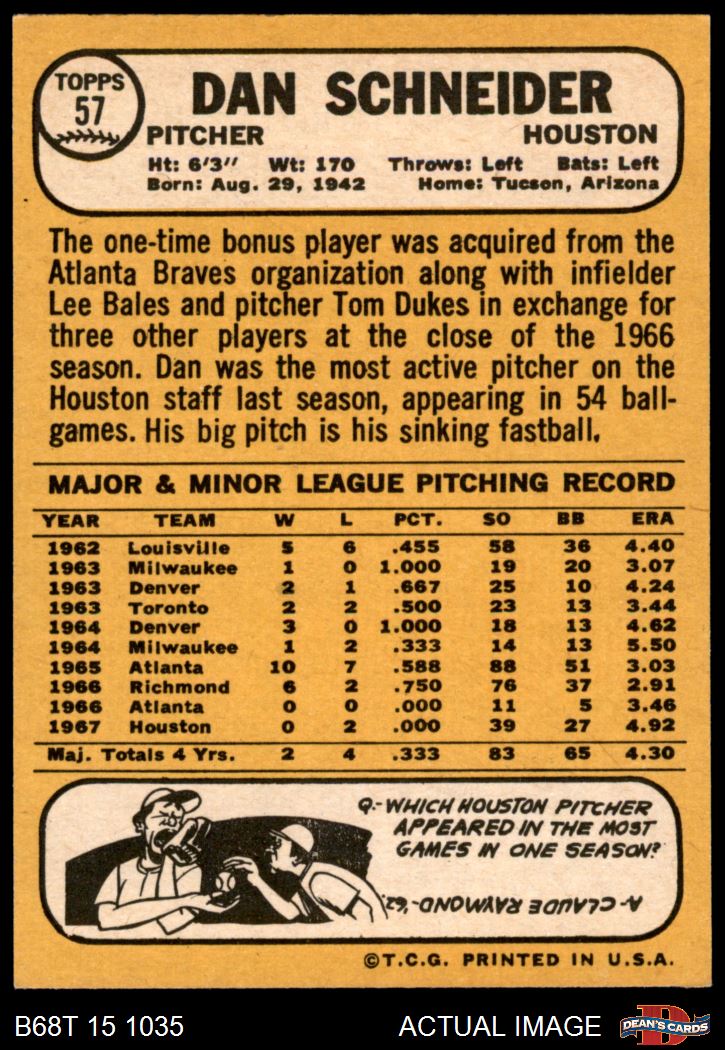 TOPPS
57
DAN SCHNEIDER
PITCHER HOUSTON
Ht: 6'3" Wt: 170 Throws: Left Bats: Left
Born: Aug. 29, 1942 Home: Tucson, Arizona
The one-time bonus player was acquired from the
Atlanta Braves organization along with infielder
Lee Bales and pitcher Tom Dukes in exchange for
three other players at the close of the 1966
season. Dan was the most active pitcher on the
Houston staff last season, appearing in 54 ball-
games. His big pitch is his sinking fastball.
MAJOR & MINOR LEAGUE PITCHING RECORD
YEAR TEAM W L PCT. SO BB ERA
1962 Louisville 5 6 .455 58 36 4.40
1963 Milwaukee 1 0 1.000 19 20 3.07
1963 Denver 2 1 .667 25 10 4.24
1963 Toronto 2 2 .500 23 13 3.44
1964 Denver 3 0 1.000 18 13 4.62
1964 Milwaukee 1 2 .333 14 13 5.50
1965 Atlanta 10 7 .588 88 51 3.03
1966 Richmond 6 2 .750 76 37 2.91
1966 Atlanta 0 0 .000 11 5 3.46
1967 Houston 0 2 .000 39 27 4.92
Maj. Totals 4 Yrs. 2 4 .333 83 65 4.30
Q.- WHICH HOUSTON PITCHER
APPEARED IN THE MOST
GAMES IN ONE SEASON?
A- CLAUDE RAYMOND-'62.
©T.C.G. PRINTED IN U.S.A.
B68T 15 1035 ACTUAL IMAGE
D
DEAN'S CARDS